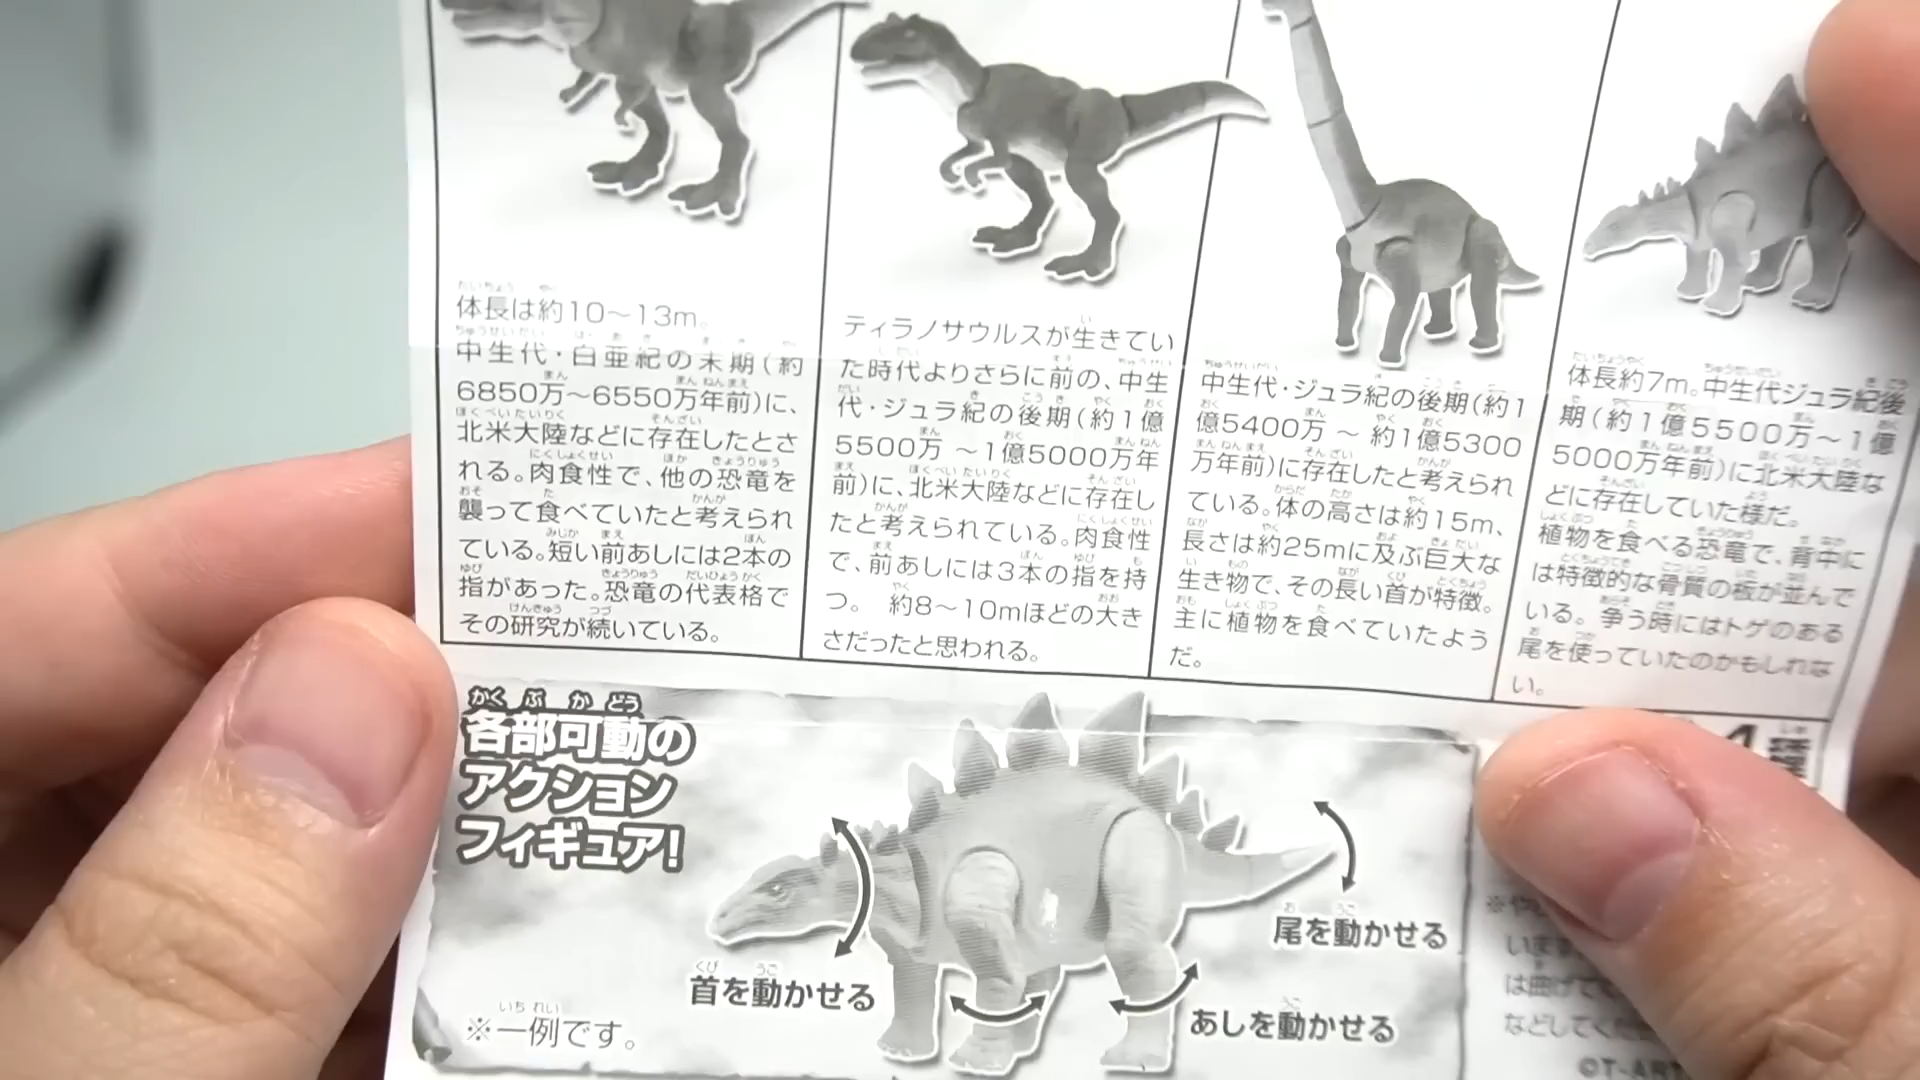 体長は約10～13m。
中生代・白亜紀の末期（約
6850万～6550万年前）に、
北米大陸などに存在したとさ
れる。肉食性で、他の恐竜を
襲って食べていたと考えられ
ている。短い前あしには2本の
指があった。恐竜の代表格で
その研究が続いている。
ティラノサウルスが生きてい
た時代よりさらに前の、中生
代・ジュラ紀の後期（約1億
5500万～1億5000万年
前）に、北米大陸などに存在し
たと考えられている。肉食性
で、前あしには3本の指を持
つ。約8～10mほどの大き
さだったと思われる。
中生代・ジュラ紀の後期（約1
億5400万～約1億5300
万年前）に存在したと考えられ
ている。体の高さは約15m、
長さは約25mに及ぶ巨大な
生き物で、その長い首が特徴。
主に植物を食べていたよう
だ。
体長約7m。中生代ジュラ紀後
期（約1億5500万～1億
5000万年前）に北米大陸な
どに存在していた様だ。
植物を食べる恐竜で、背中に
は特徴的な骨質の板が並んで
いる。争う時にはトゲのある
尾を使っていたのかもしれな
い。
各部可動の
アクション
フィギュア！
首を動かせる
尾を動かせる
あしを動かせる
※一例です。
4種
います
は曲げ
などしてく
©T-ART